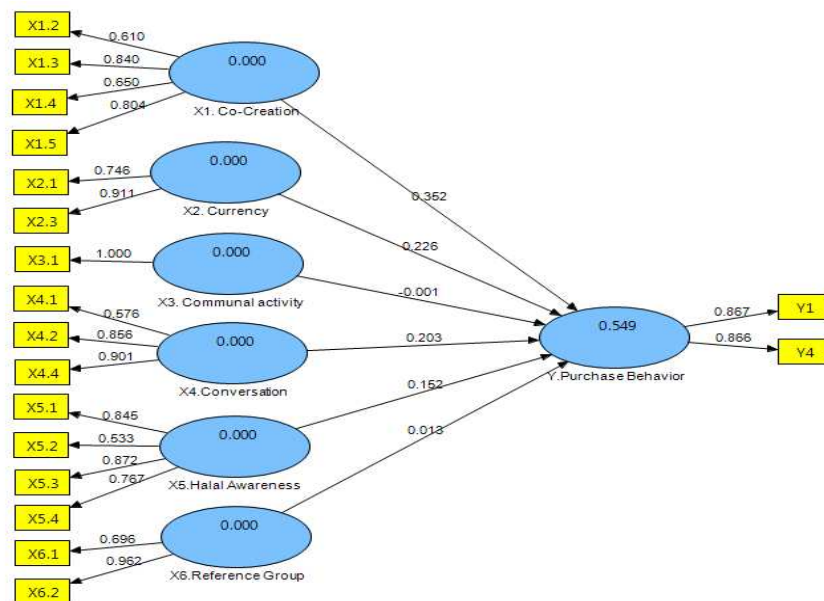 X1.2
0.610
X1.3
0.840
X1.4
0.650
X1.5
0.804
0.000
X1. Co-Creation
0.352
X2.1
0.746
X2.3
0.911
0.000
X2. Currency
0.226
X3.1
1.000
0.000
X3. Communal activity
-0.001
X4.1
0.576
X4.2
0.856
X4.4
0.901
0.000
X4.Conversation
0.203
X5.1
0.845
X5.2
0.533
X5.3
0.872
X5.4
0.767
0.000
X5.Halal Awareness
0.152
X6.1
0.696
X6.2
0.962
0.000
X6.Reference Group
0.013
0.549
Y.Purchase Behavior
0.867
Y1
0.866
Y4